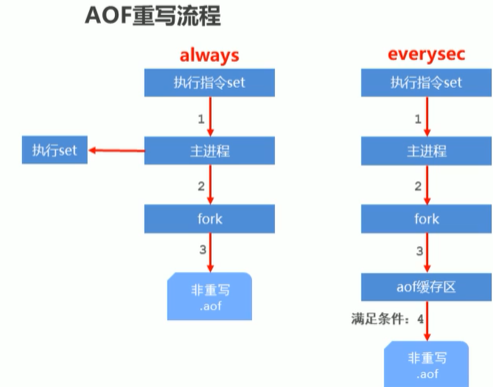 AOF重写流程
always
everysec
执行指令set
执行指令set
1
1
执行set
主进程
主进程
2
2
fork
fork
3
3
非重写
.aof
aof缓存区
满足条件：4
非重写
.aof